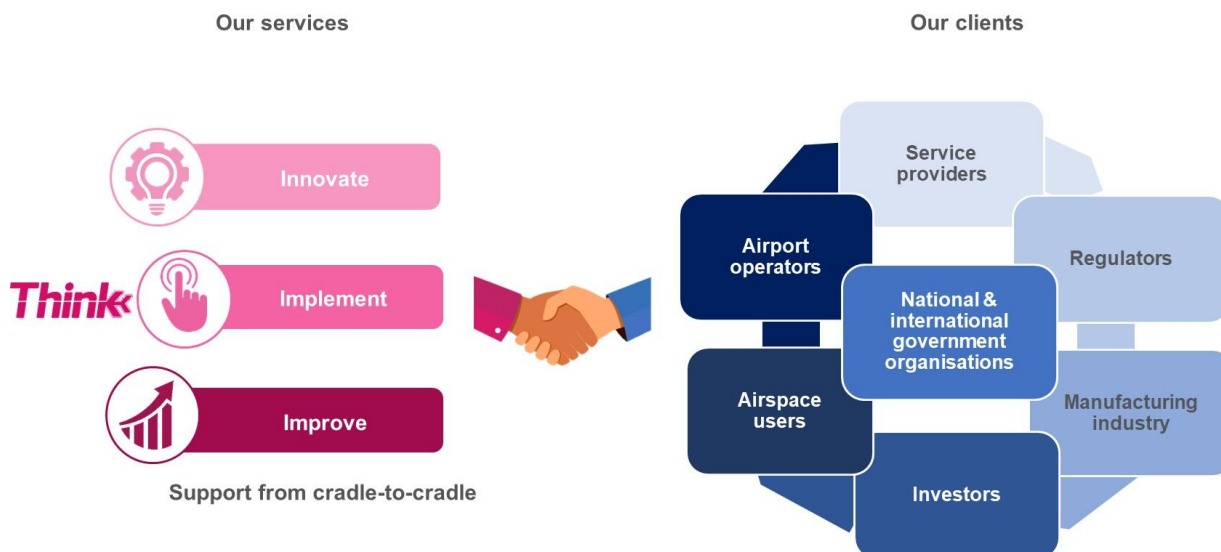 Our services
Innovate
Think
Implement
Improve
Support from cradle-to-cradle
Our clients
Service
providers
Airport
operators
Regulators
National &
international
government
organisations
Airspace
users
Manufacturing
industry
Investors